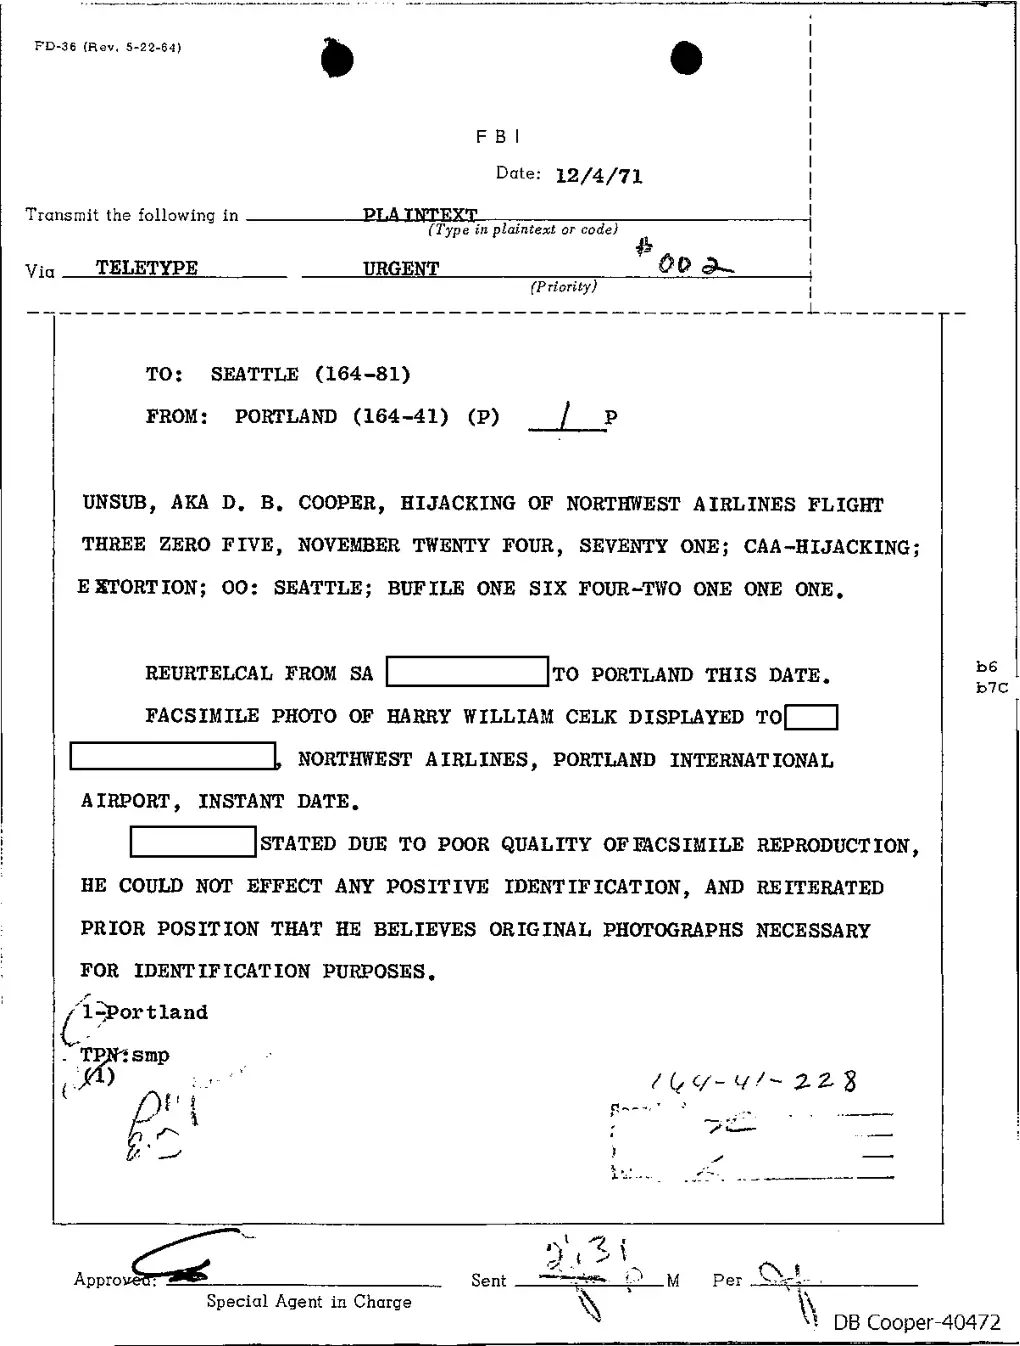 FD-36 (Rev. 5-22-64)
F B I
Date: 12/4/71
Transmit the following in PLAINTEXT
(Type in plaintext or code)
#002
Via TELETYPE URGENT
(Priority)
TO: SEATTLE (164-81)
FROM: PORTLAND (164-41) (P) 1 P
UNSUB, AKA D. B. COOPER, HIJACKING OF NORTHWEST AIRLINES FLIGHT
THREE ZERO FIVE, NOVEMBER TWENTY FOUR, SEVENTY ONE; CAA-HIJACKING;
EXTORTION; OO: SEATTLE; BUFILE ONE SIX FOUR-TWO ONE ONE ONE.
REURTELCAL FROM SA TO PORTLAND THIS DATE.
b6
b7C
FACSIMILE PHOTO OF HARRY WILLIAM CELK DISPLAYED TO
, NORTHWEST AIRLINES, PORTLAND INTERNATIONAL
AIRPORT, INSTANT DATE.
STATED DUE TO POOR QUALITY OF FACSIMILE REPRODUCTION,
HE COULD NOT EFFECT ANY POSITIVE IDENTIFICATION, AND REITERATED
PRIOR POSITION THAT HE BELIEVES ORIGINAL PHOTOGRAPHS NECESSARY
FOR IDENTIFICATION PURPOSES.
1-Portland
TPN:smp
(1)
164-41-228
Approved: Sent 2:31 P M Per
Special Agent in Charge
DB Cooper-40472